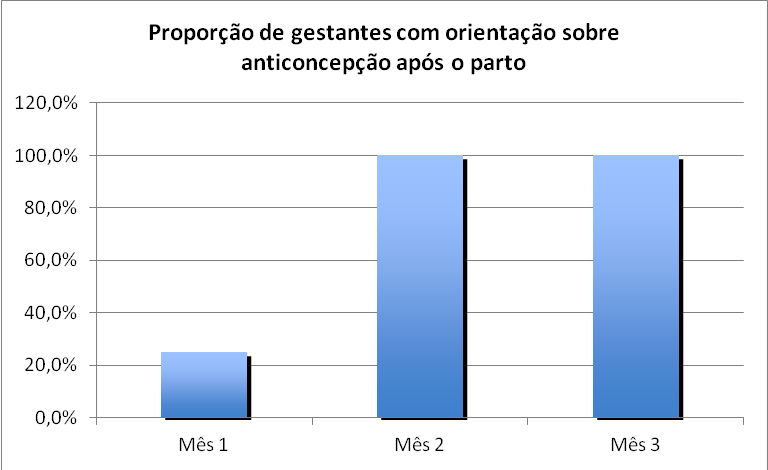 Proporção de gestantes com orientação sobre
anticoncepção após o parto
120,0%
100,0%
80,0%
60,0%
40,0%
20,0%
0,0%
Mês 1
Mês 2
Mês 3